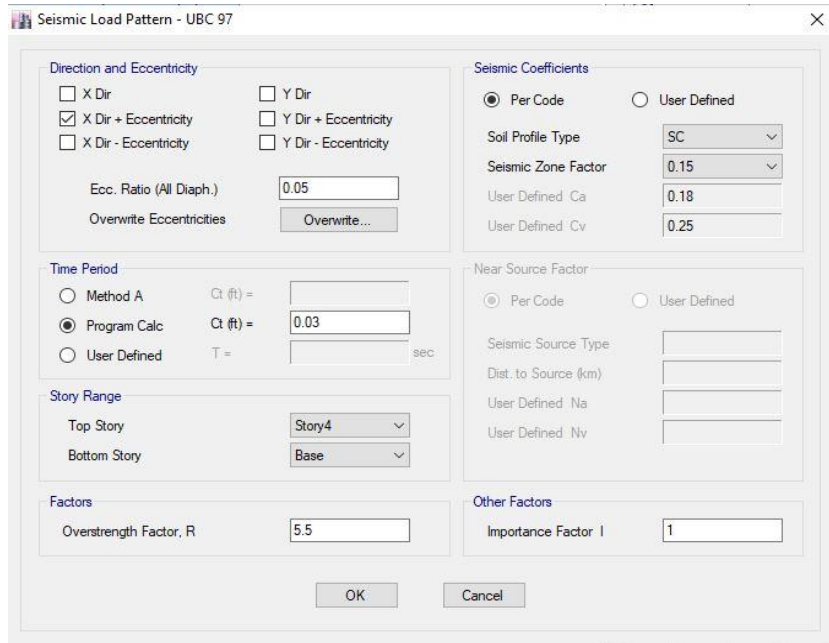 Seismic Load Pattern - UBC 97
Direction and Eccentricity
X Dir Y Dir
X Dir + Eccentricity Y Dir + Eccentricity
X Dir - Eccentricity Y Dir - Eccentricity
Ecc. Ratio (All Diaph.) 0.05
Overwrite Eccentricities Overwrite...
Time Period
Method A Ct (ft) =
Program Calc Ct (ft) = 0.03
User Defined T = sec
Story Range
Top Story Story4
Bottom Story Base
Factors
Overstrength Factor, R 5.5
Seismic Coefficients
Per Code User Defined
Soil Profile Type SC
Seismic Zone Factor 0.15
User Defined Ca 0.18
User Defined Cv 0.25
Near Source Factor
Per Code User Defined
Seismic Source Type
Dist. to Source (km)
User Defined Na
User Defined Nv
Other Factors
Importance Factor I 1
OK Cancel